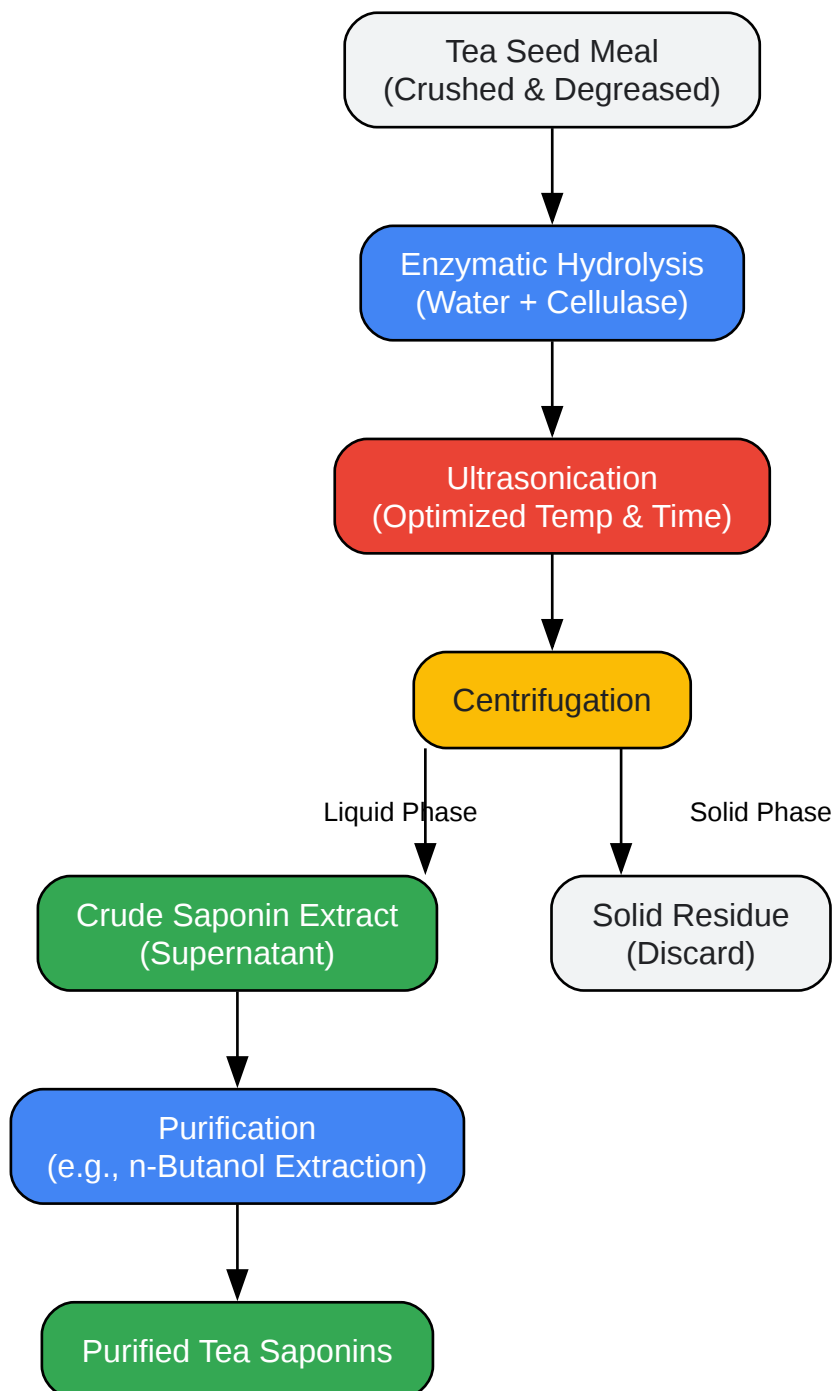 Tea Seed Meal
(Crushed & Degreased)
Enzymatic Hydrolysis
(Water + Cellulase)
Ultrasonication
(Optimized Temp & Time)
Centrifugation
Liquid Phase
Solid Phase
Crude Saponin Extract
(Supernatant)
Solid Residue
(Discard)
Purification
(e.g., n-Butanol Extraction)
Purified Tea Saponins